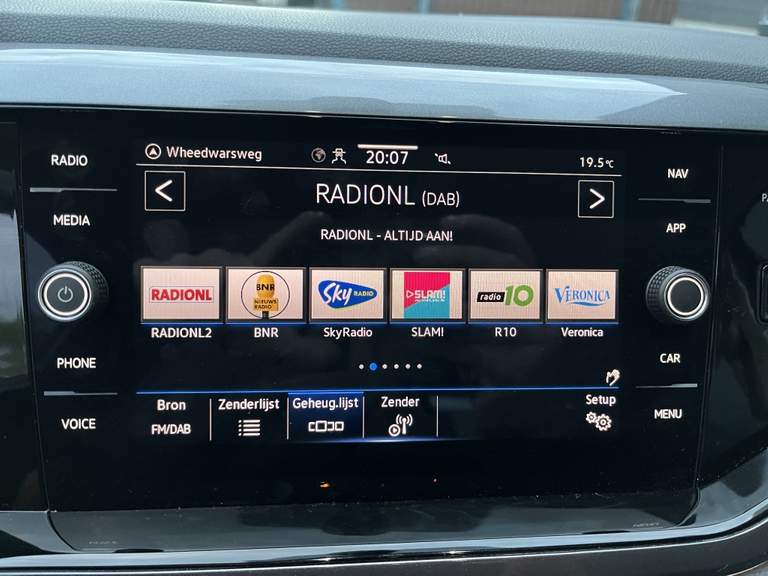 RADIO
MEDIA
PHONE
VOICE
Wheedwarsweg
20:07
19.5°C
RADIONL (DAB)
RADIONL - ALTIJD AAN!
RADIONL
BNR
NIEUWS
RADIO
Sky RADIO
SLAM!
radio 10
VERONICA
RADIONL2
BNR
SkyRadio
SLAM!
R10
Veronica
Bron
FM/DAB
Zenderlijst
Geheug.lijst
Zender
Setup
NAV
APP
CAR
MENU